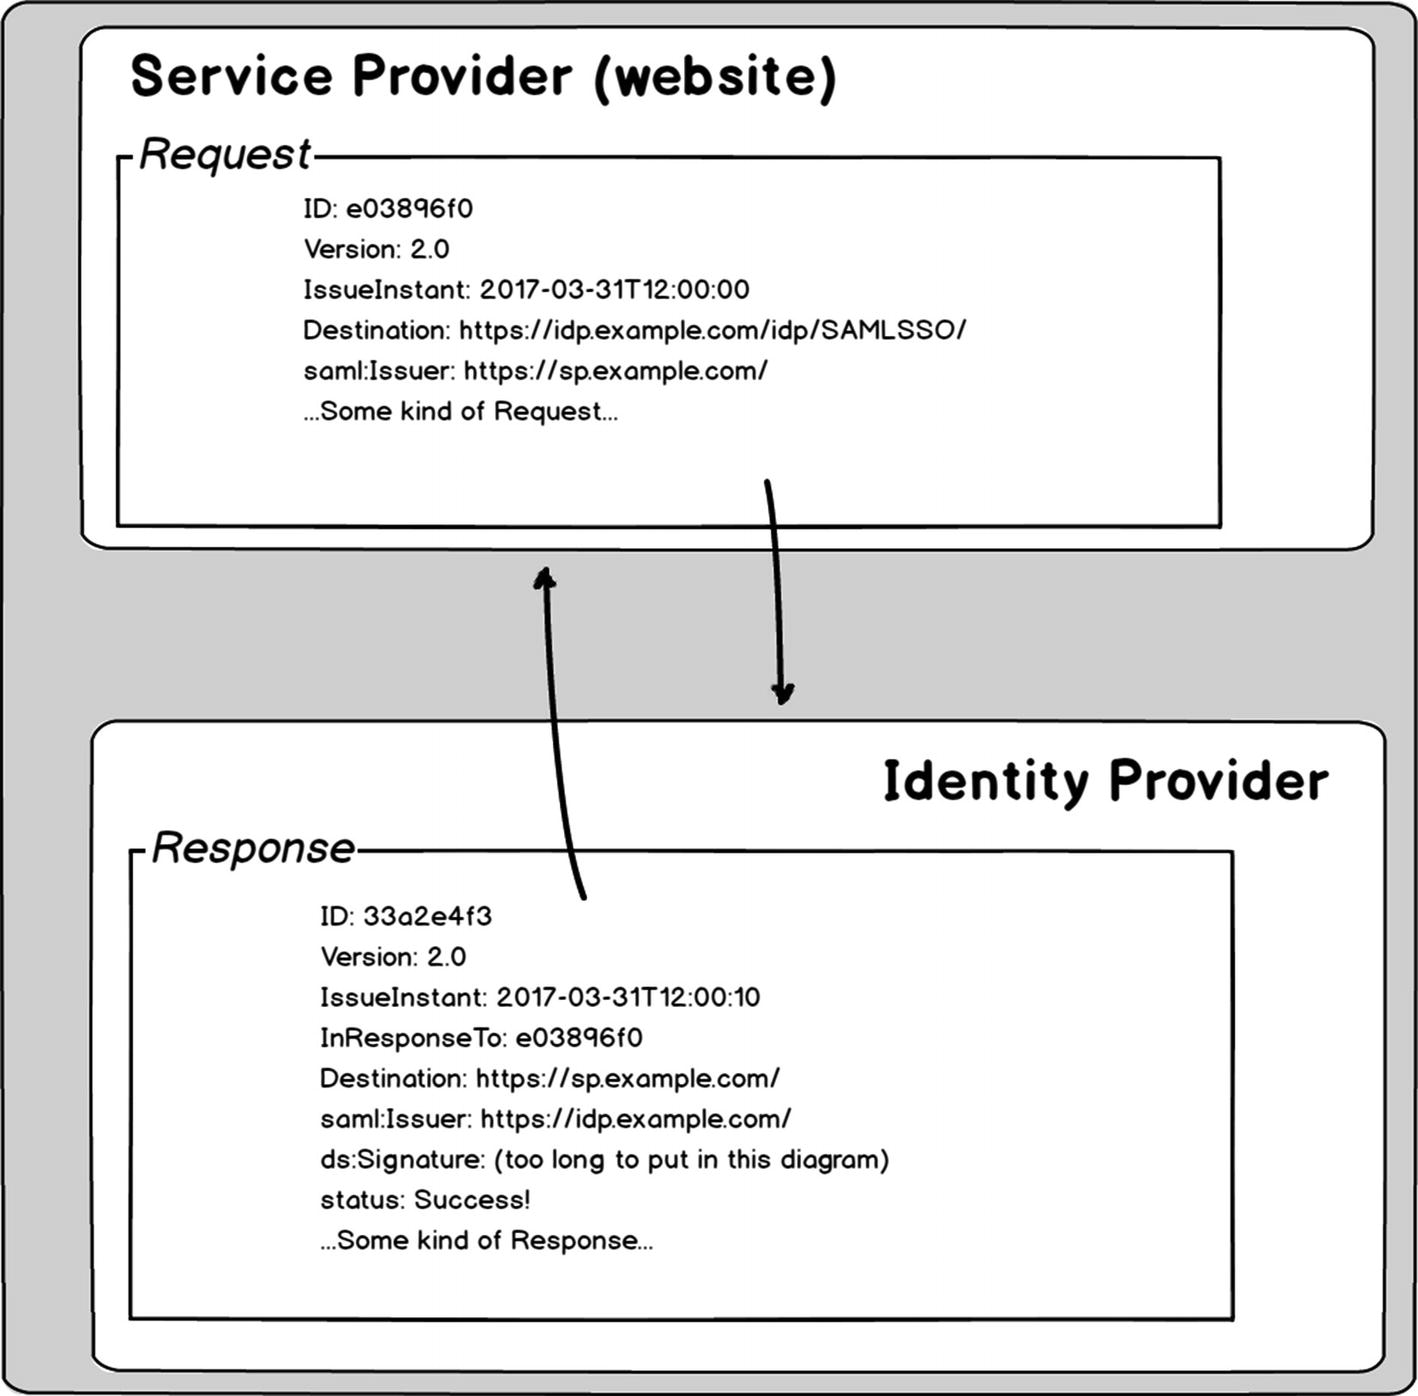 Service Provider (website)
Request
ID: e03896f0
Version: 2.0
IssueInstant: 2017-03-31T12:00:00
Destination: https://idp.example.com/idp/SAMLSSO/
saml:Issuer: https://sp.example.com/
...Some kind of Request...
Identity Provider
Response
ID: 33a2e4f3
Version: 2.0
IssueInstant: 2017-03-31T12:00:10
InResponseTo: e03896f0
Destination: https://sp.example.com/
saml:Issuer: https://idp.example.com/
ds:Signature: (too long to put in this diagram)
status: Success!
...Some kind of Response...